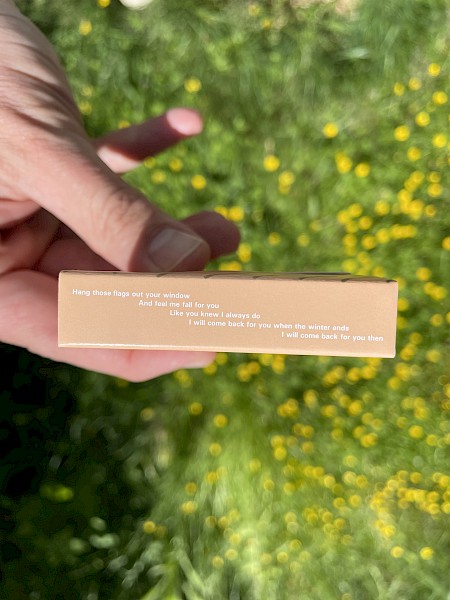 Hang those flags out your window
And feel me fall for you
Like you knew I always do
I will come back for you when the winter ends
I will come back for you then